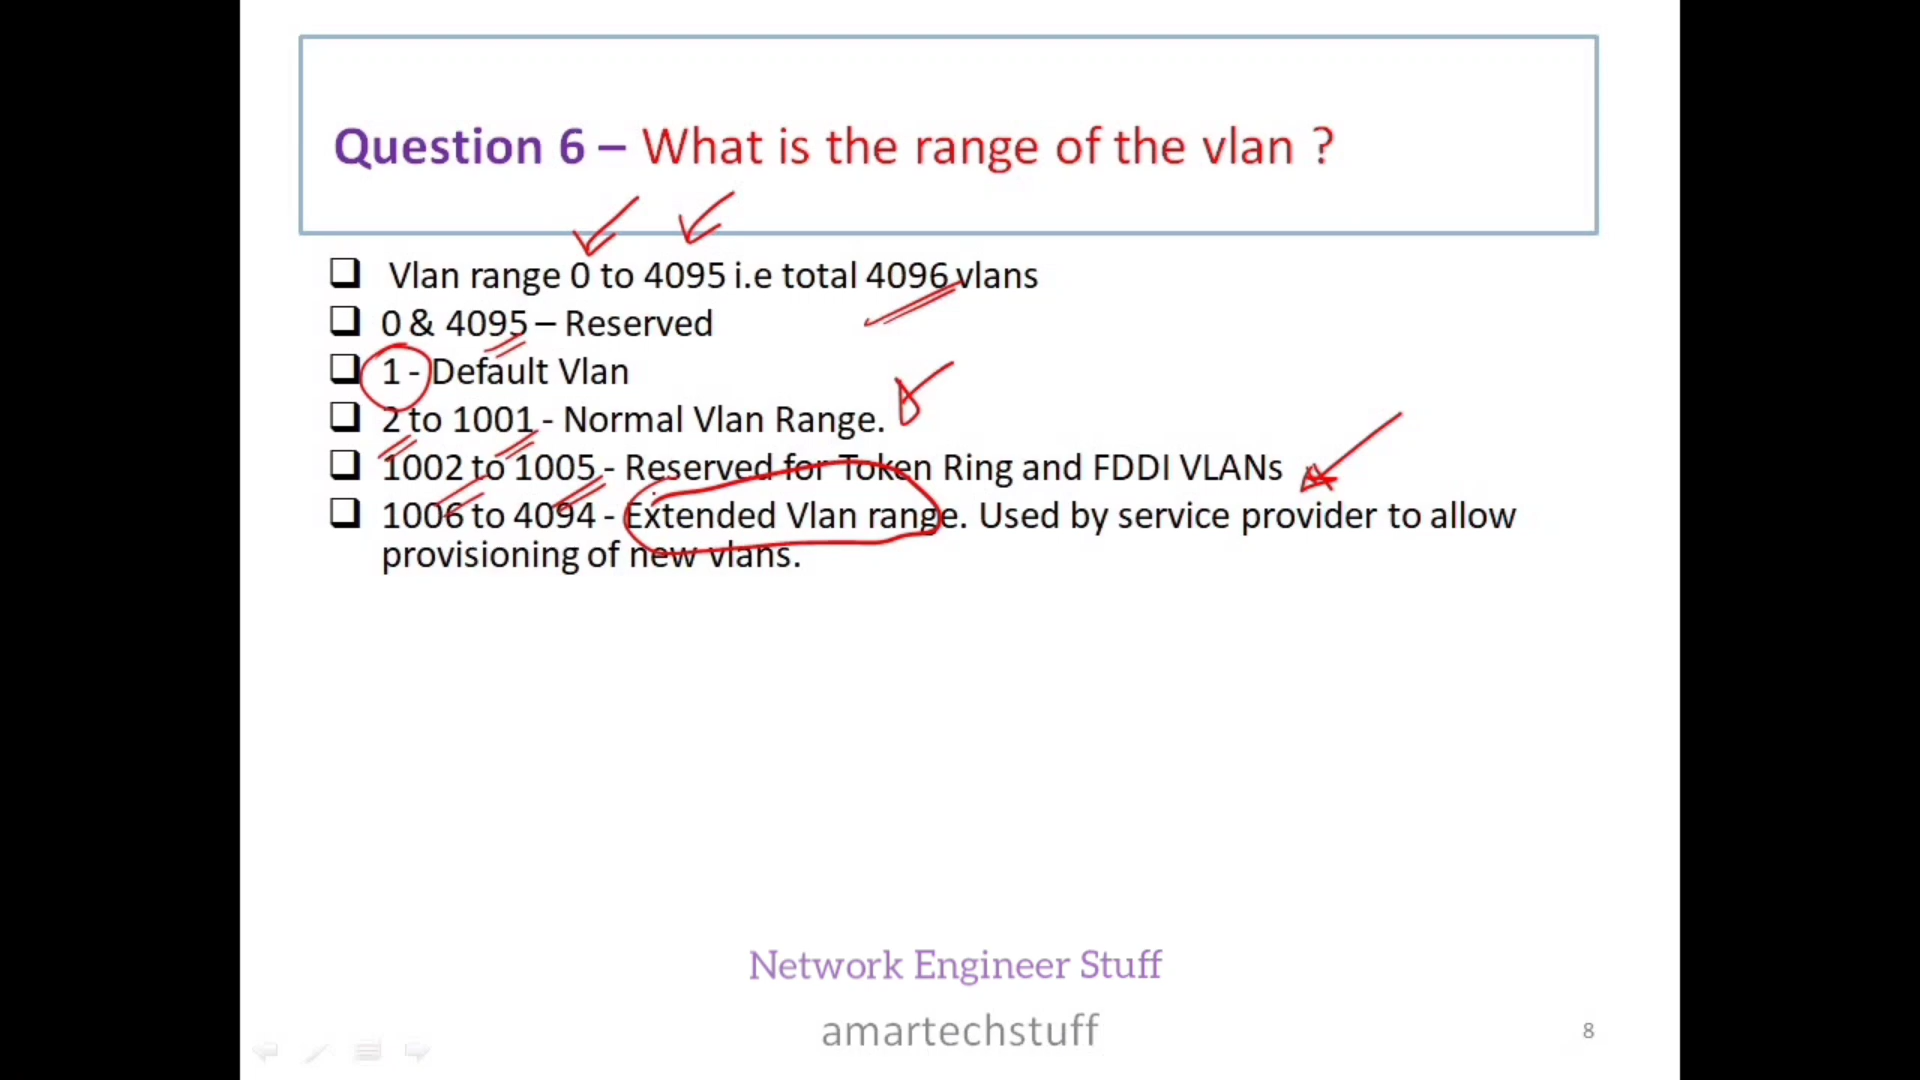 Question 6 – What is the range of the vlan ?
Vlan range 0 to 4095 i.e total 4096 vlans
0 & 4095 – Reserved
1 - Default Vlan
2 to 1001 - Normal Vlan Range.
1002 to 1005 - Reserved for Token Ring and FDDI VLANs
1006 to 4094 - Extended Vlan range. Used by service provider to allow
provisioning of new vlans.
Network Engineer Stuff
amartechstuff
8